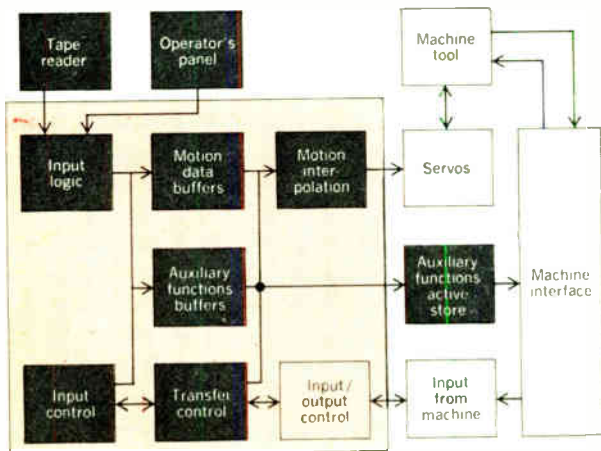 Tape
reader
Operator's
panel
Machine
tool
Input
logic
Motion
data
buffers
Motion
inter-
polation
Servos
Auxiliary
functions
buffers
Auxiliary
functions
active
store
Machine
interface
Input
control
Transfer
control
Input/
output
control
Input
from
machine